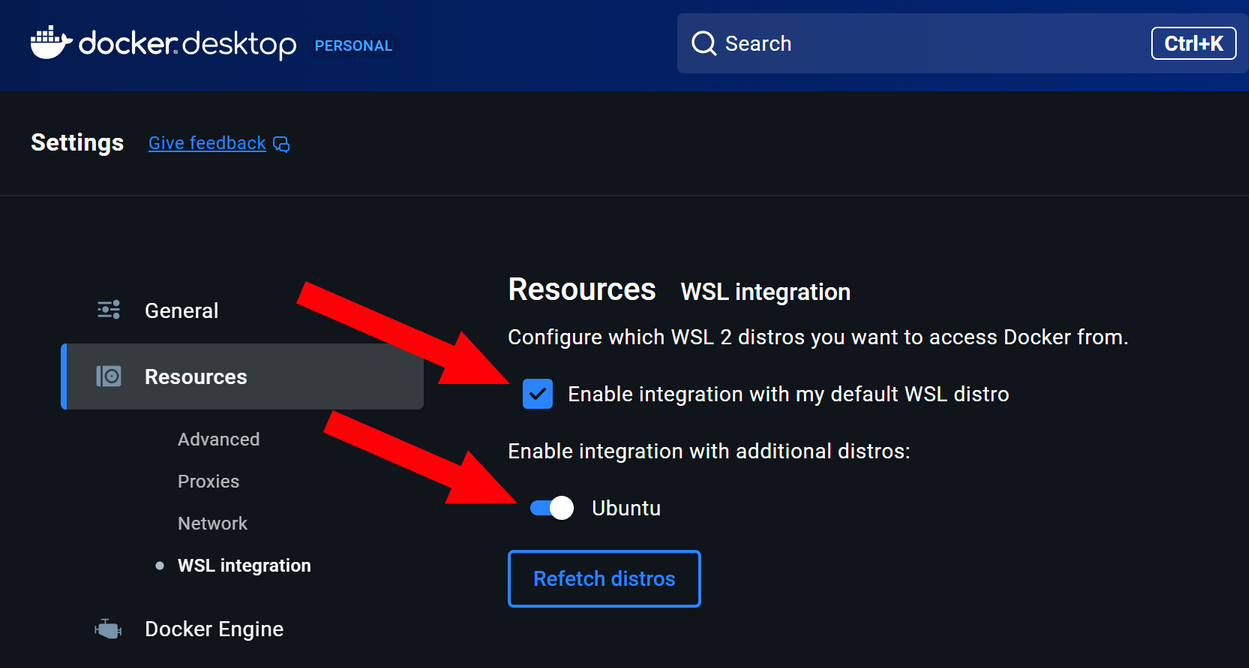 docker desktop PERSONAL
Search
Ctrl+K
Settings
Give feedback
General
Resources
Advanced
Proxies
Network
WSL integration
Docker Engine
Resources WSL integration
Configure which WSL 2 distros you want to access Docker from.
Enable integration with my default WSL distro
Enable integration with additional distros:
Ubuntu
Refetch distros